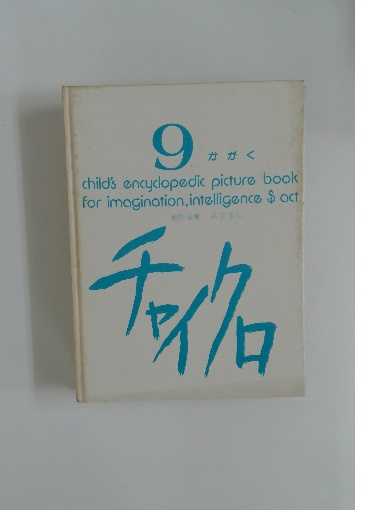 9 かがく
child's encyclopedic picture book
for imagination, intelligence $ act
チャイクロ